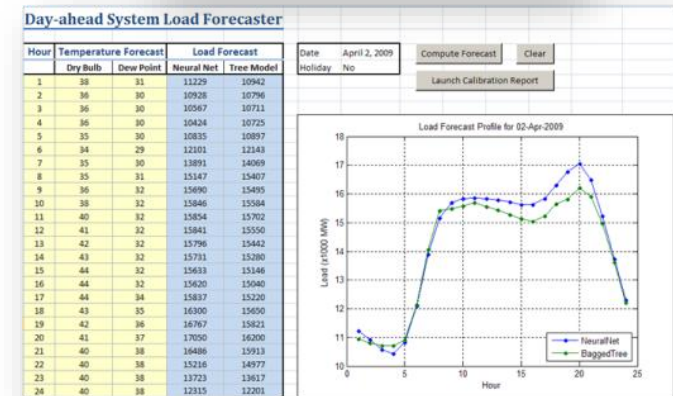 Day-ahead System Load Forecaster
Hour Temperature Forecast Load Forecast
Dry Bulb Dew Point Neural Net Tree Model
1 38 31 11229 10942
2 36 30 10928 10796
3 36 30 10567 10711
4 36 30 10424 10725
5 35 30 10835 10897
6 34 29 12101 12143
7 35 30 13891 14069
8 35 31 15147 15407
9 36 32 15690 15495
10 38 32 15846 15584
11 40 32 15854 15702
12 41 32 15841 15550
13 42 32 15796 15442
14 43 32 15731 15280
15 44 32 15633 15146
16 44 32 15620 15040
17 44 34 15837 15220
18 43 35 16300 15650
19 42 36 16767 15821
20 41 37 17050 16200
21 40 38 16486 15913
22 40 38 15216 14977
23 40 38 13723 13617
24 40 38 12315 12201
Date April 2, 2009
Holiday No
Compute Forecast Clear
Launch Calibration Report
Load Forecast Profile for 02-Apr-2009
Load (x1000 MW)
18
17
16
15
14
13
12
11
10
0 5 10 15 20 25
Hour
NeuralNet
BaggedTree